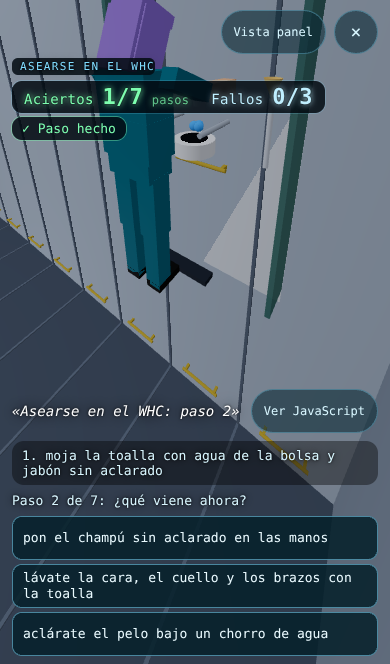 Vista panel
×
ASEARSE EN EL WHC
Aciertos 1/7 pasos Fallos 0/3
✓ Paso hecho
«Asearse en el WHC: paso 2»
Ver JavaScript
1. moja la toalla con agua de la bolsa y
jabón sin aclarado
Paso 2 de 7: ¿qué viene ahora?
pon el champú sin aclarado en las manos
lávate la cara, el cuello y los brazos con
la toalla
aclárate el pelo bajo un chorro de agua